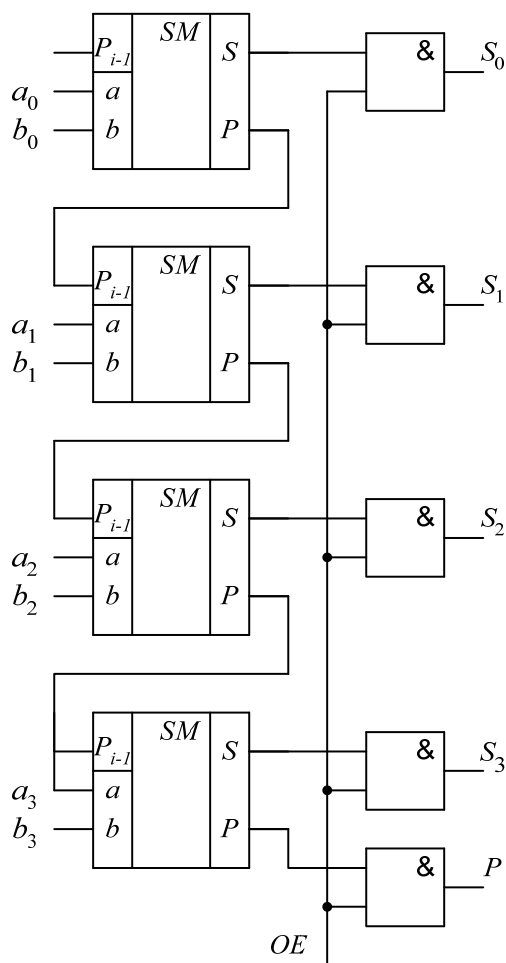 P_{i-1} SM S & S_0
a_0 a
b_0 b P
P_{i-1} SM S & S_1
a_1 a
b_1 b P
P_{i-1} SM S & S_2
a_2 a
b_2 b P
P_{i-1} SM S & S_3
a_3 a
b_3 b P
& P
OE